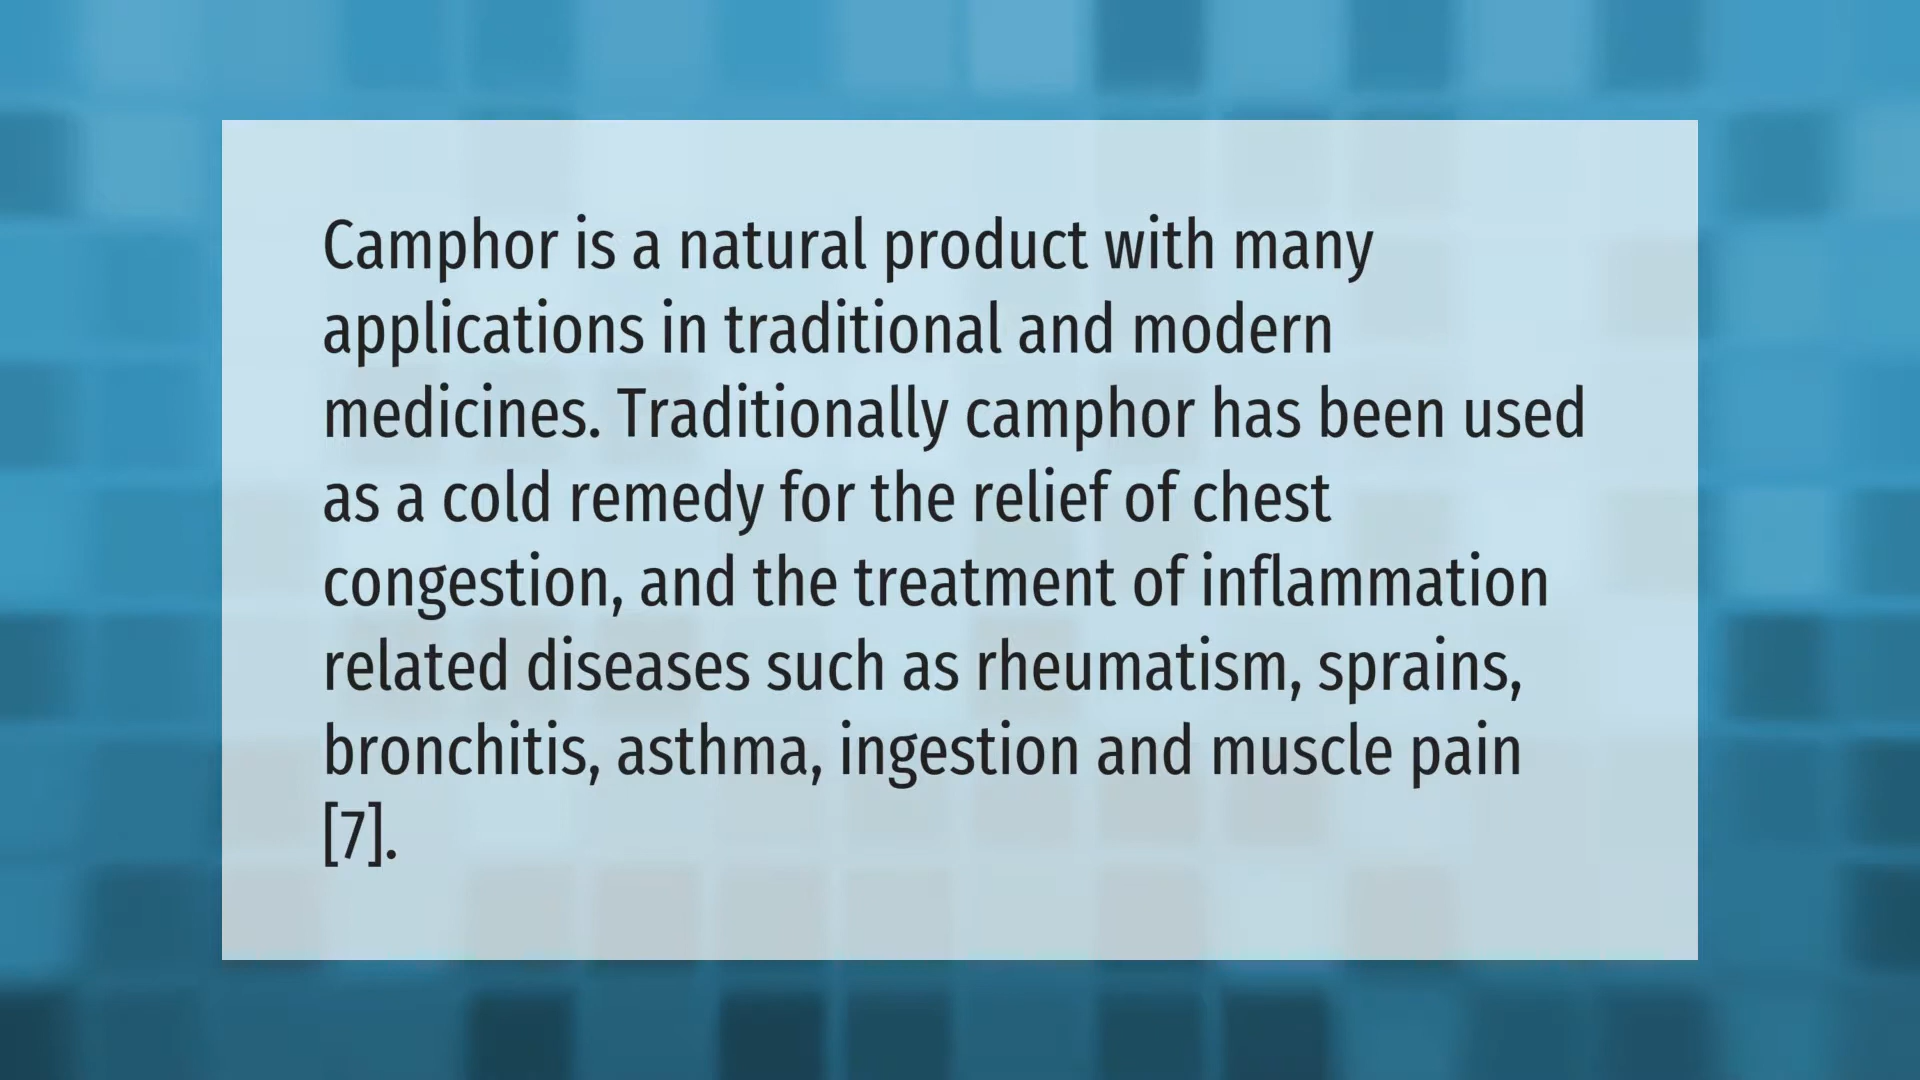 Camphor is a natural product with many
applications in traditional and modern
medicines. Traditionally camphor has been used
as a cold remedy for the relief of chest
congestion, and the treatment of inflammation
related diseases such as rheumatism, sprains,
bronchitis, asthma, ingestion and muscle pain
[7].